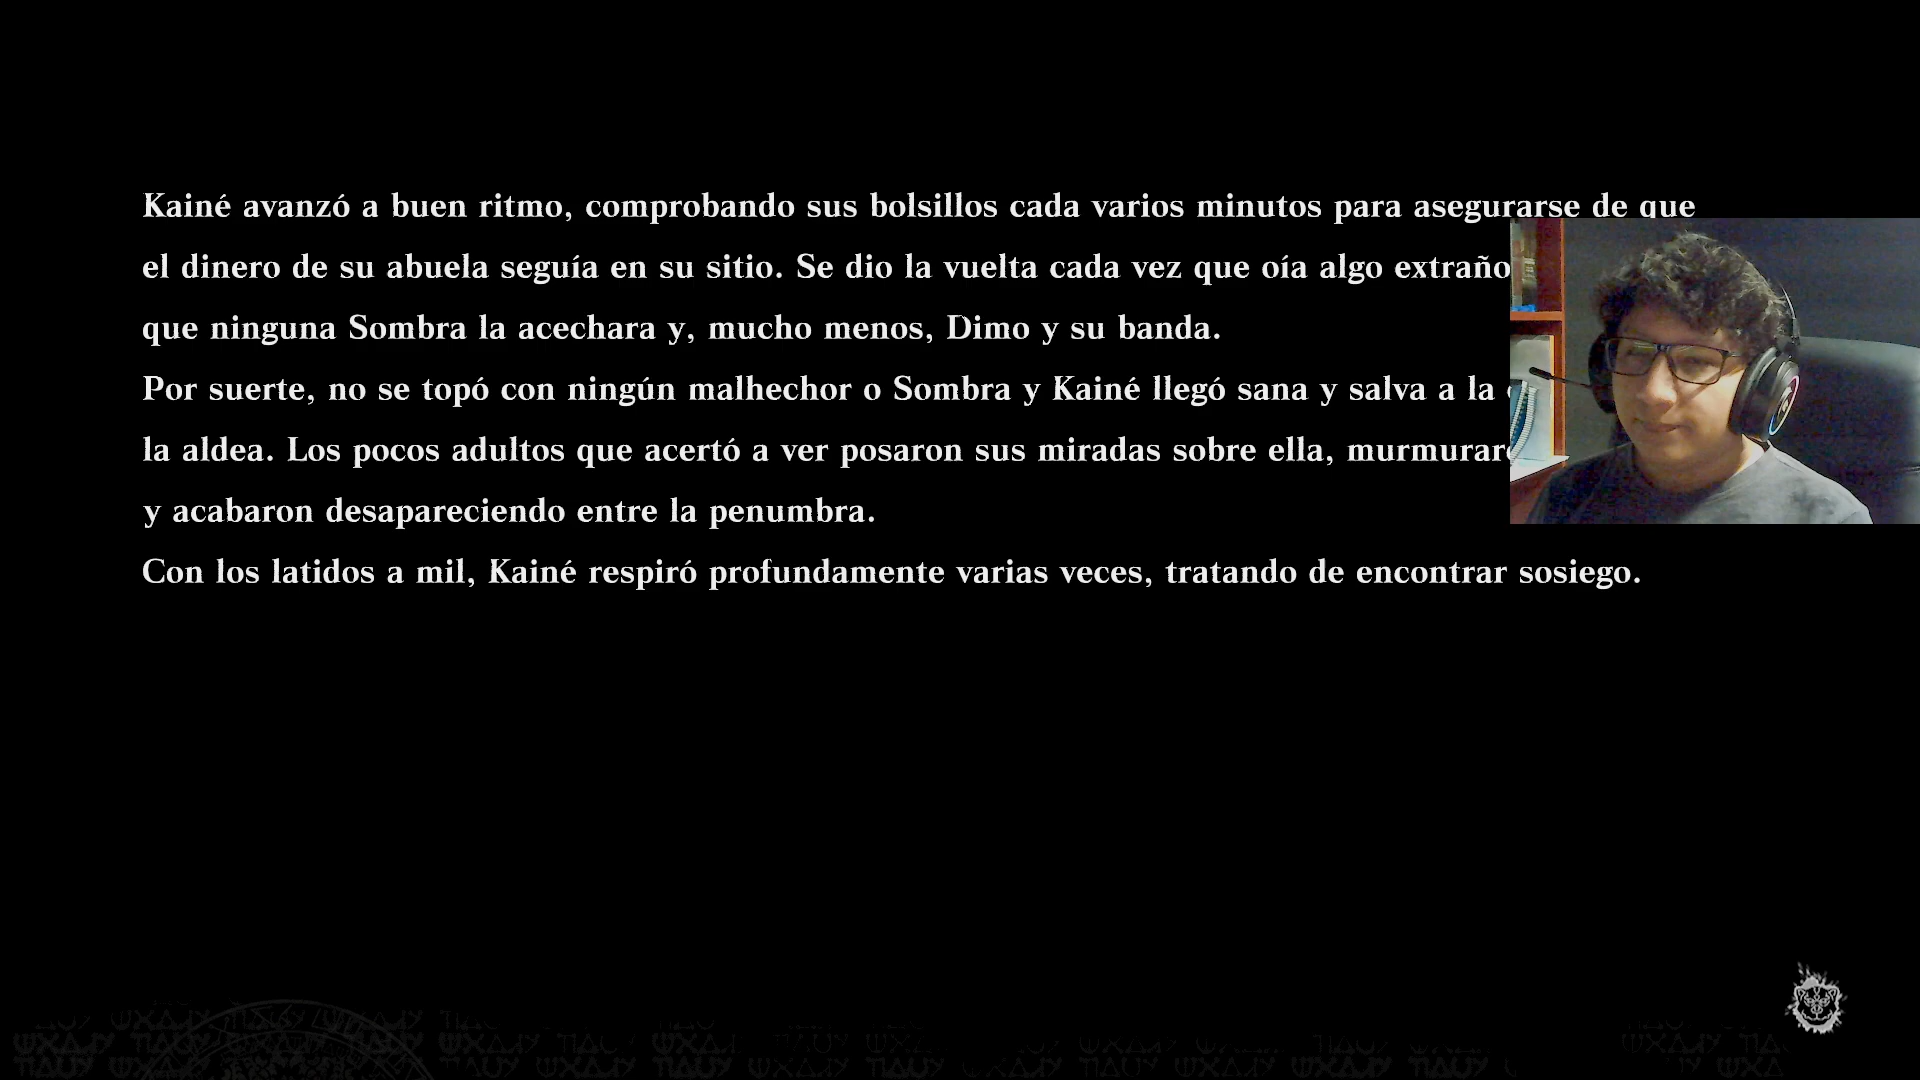 Kainé avanzó a buen ritmo, comprobando sus bolsillos cada varios minutos para asegurarse de que
el dinero de su abuela seguía en su sitio. Se dio la vuelta cada vez que oía algo extraño
que ninguna Sombra la acechara y, mucho menos, Dimo y su banda.
Por suerte, no se topó con ningún malhechor o Sombra y Kainé llegó sana y salva a la
la aldea. Los pocos adultos que acertó a ver posaron sus miradas sobre ella,
y acabaron desapareciendo entre la penumbra.
Con los latidos a mil, Kainé respiró profundamente varias veces, tratando de encontrar sosiego.